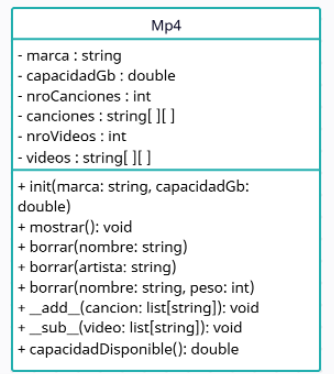 Mp4
- marca : string
- capacidadGb : double
- nroCanciones : int
- canciones : string[ ][ ]
- nroVideos : int
- videos : string[ ][ ]
+ init(marca: string, capacidadGb:
double)
+ mostrar(): void
+ borrar(nombre: string)
+ borrar(artista: string)
+ borrar(nombre: string, peso: int)
+ __add__(cancion: list[string]): void
+ __sub__(video: list[string]): void
+ capacidadDisponible(): double